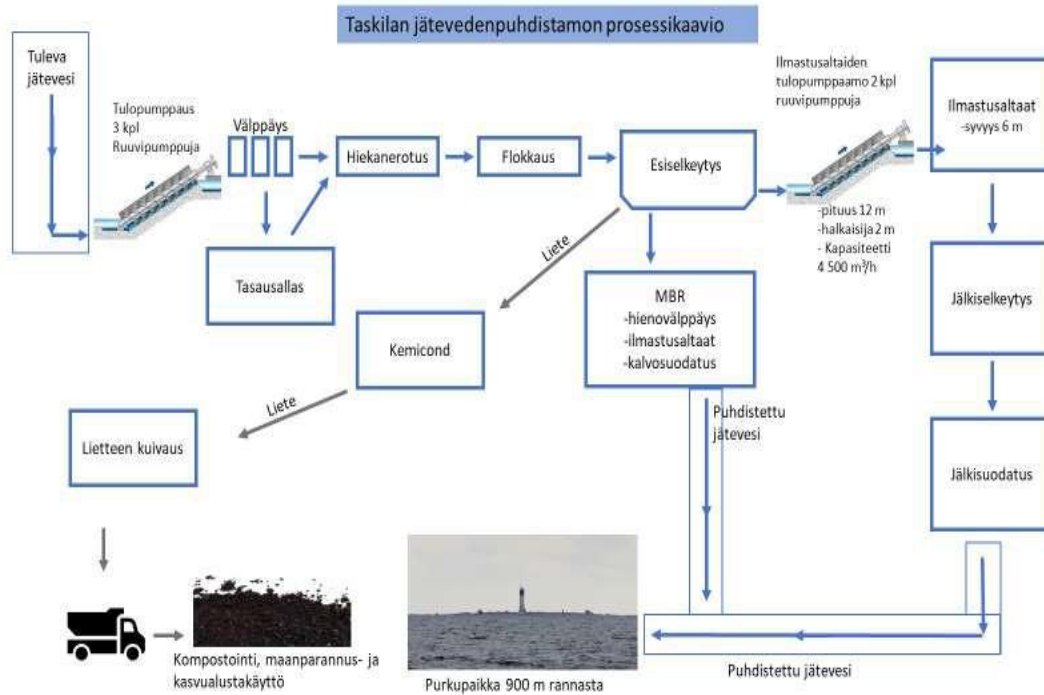 Taskilan jätevedenpuhdistamon prosessikaavio
Tuleva
jätevesi
Tulopumppaus
3 kpl
Ruuvipumppuja
Välppäys
Hiekanerotus
Flokkaus
Esiselkeytys
Ilmastusaltaiden
tulopumppaamo 2 kpl
ruuvipumppuja
-pituus 12 m
-halkaisija 2 m
- Kapasiteetti
4 500 m³/h
Ilmastusaltaat
-syvyys 6 m
Tasausallas
Liete
Kemicond
MBR
-hienovälppäys
-ilmastusaltaat
-kalvosuodatus
Jälkiselkeytys
Liete
Lietteen kuivaus
Puhdistettu
jätevesi
Jälkisuodatus
Kompostointi, maanparannus- ja
kasvualustakäyttö
Purkupaikka 900 m rannasta
Puhdistettu jätevesi